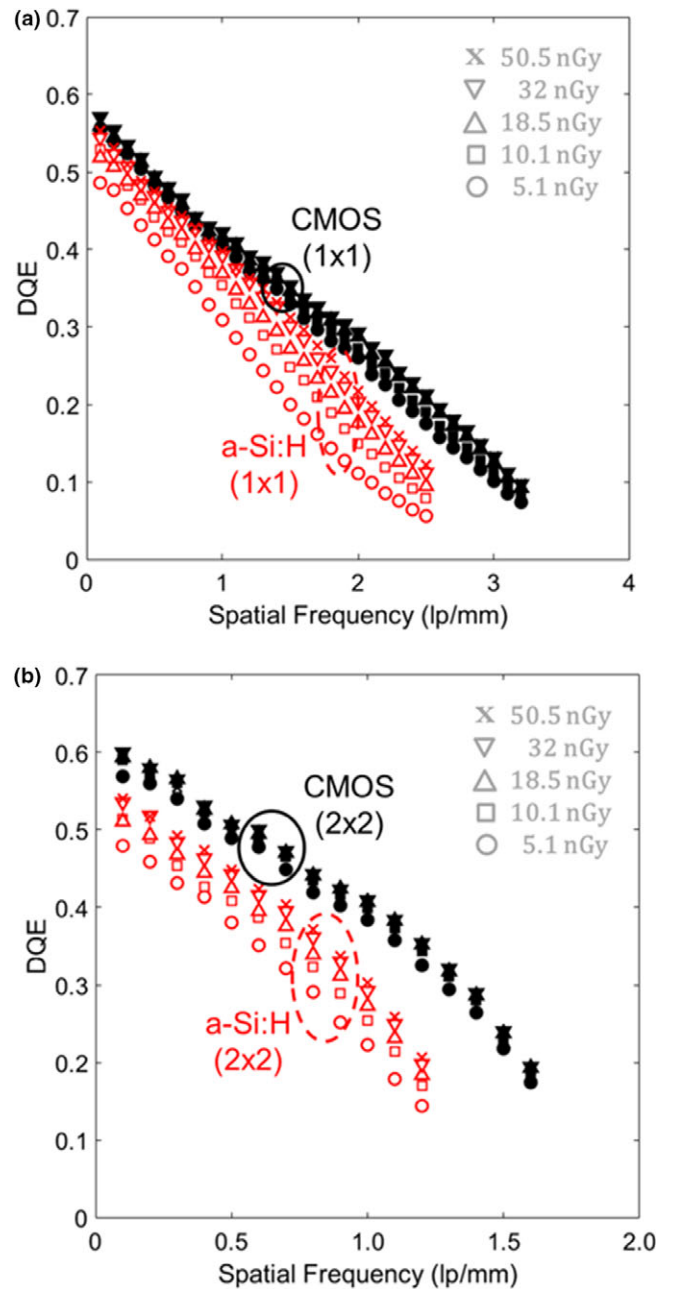 (a)
0.7
0.6
0.5
0.4
0.3
0.2
0.1
0
DQE
x 50.5 nGy
▽ 32 nGy
△ 18.5 nGy
□ 10.1 nGy
○ 5.1 nGy
CMOS
(1x1)
a-Si:H
(1x1)
0 1 2 3 4
Spatial Frequency (lp/mm)
(b)
0.7
0.6
0.5
0.4
0.3
0.2
0.1
0
DQE
x 50.5 nGy
▽ 32 nGy
△ 18.5 nGy
□ 10.1 nGy
○ 5.1 nGy
CMOS
(2x2)
a-Si:H
(2x2)
0 0.5 1.0 1.5 2.0
Spatial Frequency (lp/mm)